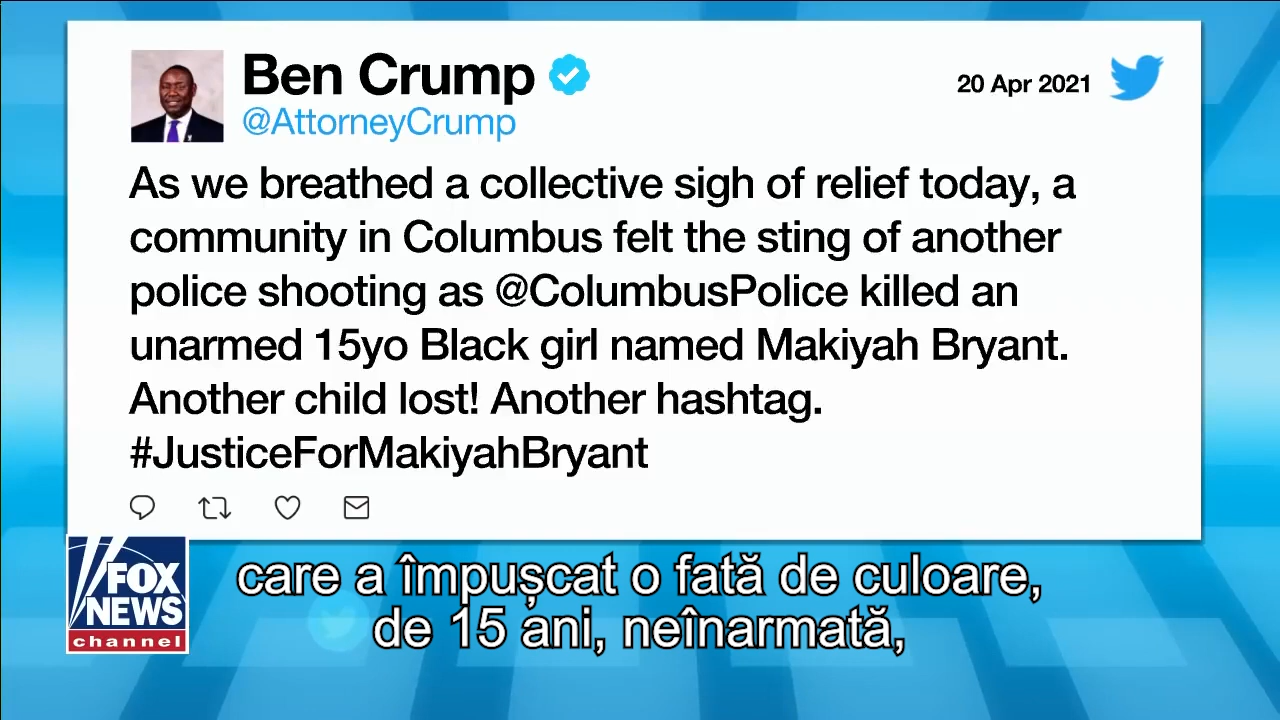 Ben Crump
@AttorneyCrump
20 Apr 2021
As we breathed a collective sigh of relief today, a
community in Columbus felt the sting of another
police shooting as @ColumbusPolice killed an
unarmed 15yo Black girl named Makiyah Bryant.
Another child lost! Another hashtag.
#JusticeForMakiyahBryant
FOX
NEWS
channel
care a împușcat o fată de culoare,
de 15 ani, neînarmată,